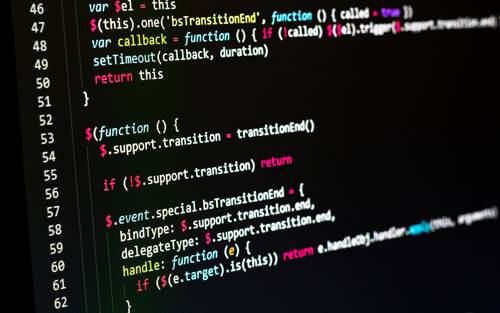 46 var $el = this
47 $(this).one('bsTransitionEnd', function () { called = true })
48 var callback = function () { if (!called) $($el).trigger($.support.transition.end)
49 setTimeout(callback, duration)
50 return this
51 }
52
53 $(function () {
54 $.support.transition = transitionEnd()
55
56 if (!$.support.transition) return
57
58 $.event.special.bsTransitionEnd = {
59 bindType: $.support.transition.end,
60 delegateType: $.support.transition.end,
61 handle: function (e) {
62 if ($(e.target).is(this)) return e.handleObj.handler.apply(this, arguments)
}